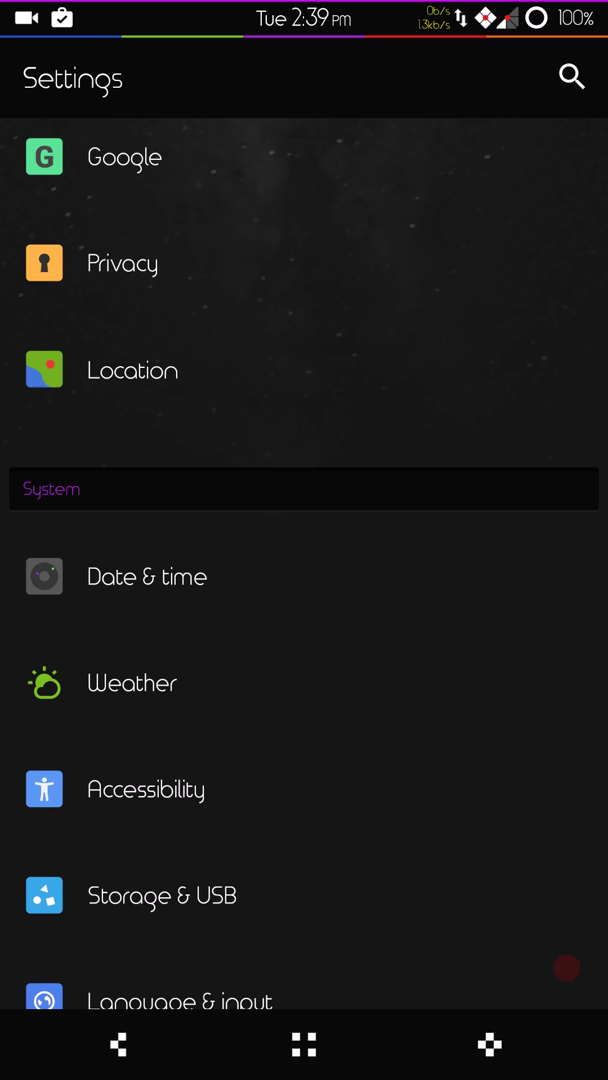 Tue 2:39 PM
0b/s
1.3kb/s
100%
Settings
G
Google
Privacy
Location
System
Date & time
Weather
Accessibility
Storage & USB
Language & input